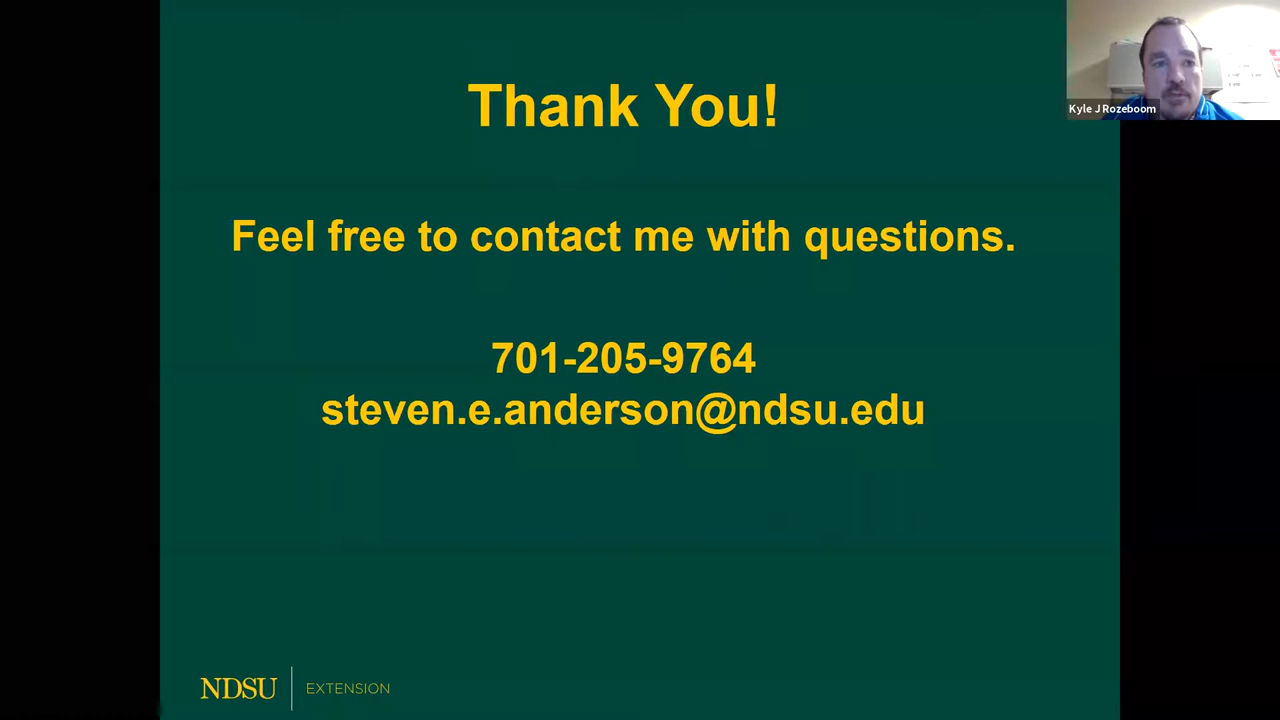 Thank You!
Feel free to contact me with questions.
701-205-9764
steven.e.anderson@ndsu.edu
NDSU EXTENSION
Kyle J Rozeboom